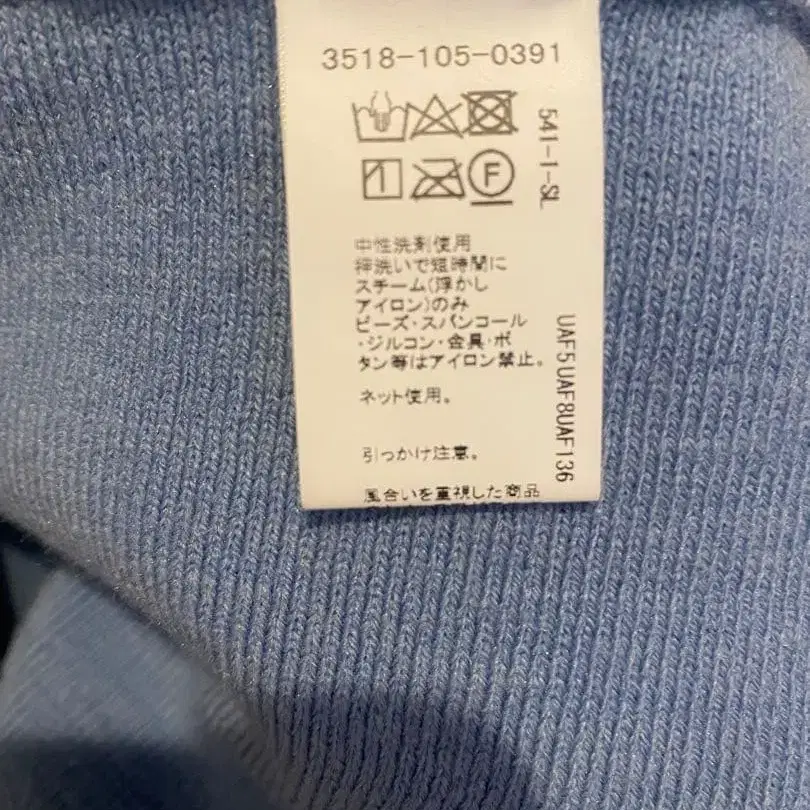 3518-105-0391
541-1-SL
F
中性洗剤使用
押洗いで短時間に
スチーム(浮かし
アイロン)のみ
ビーズ・スパンコール
・ジルコン・金具・ボ
タン等はアイロン禁止。
ネット使用。
引っかけ注意。
風合いを重視した商品
UAF5UAF8UAF136